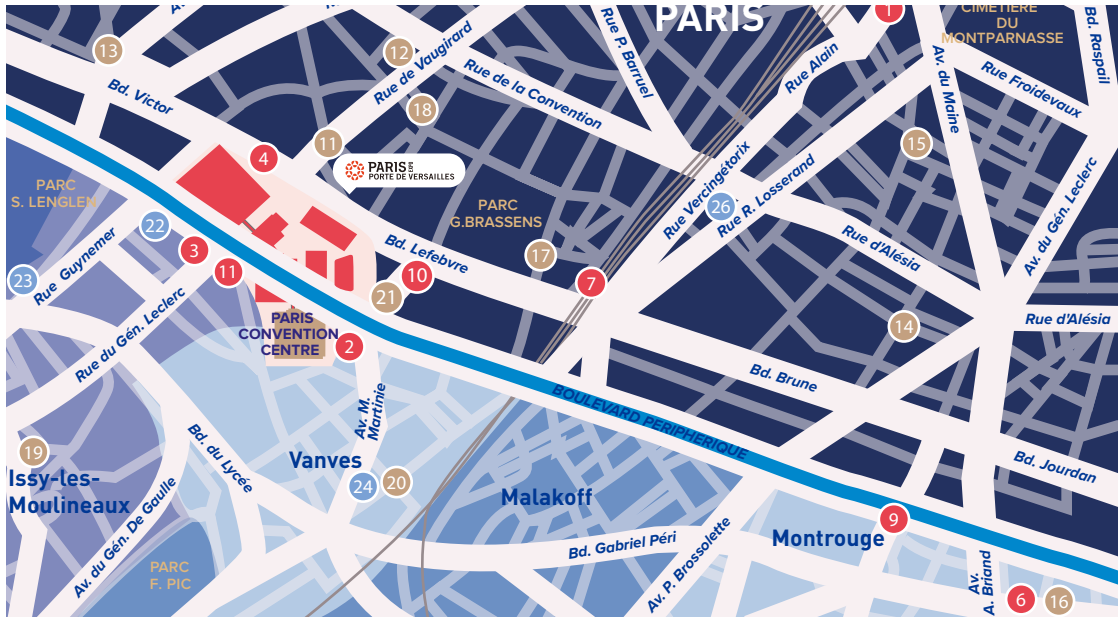 PARIS
1
CIMETIÈRE
DU
MONTPARNASSE
Bd. Raspail
Av.
13
12
Rue de Vaugirard
Rue P. Barruel
Rue Alain
Av. du Maine
Rue Froidevaux
Bd. Victor
Rue de la Convention
18
11
15
4
PARIS EXPO
PORTE DE VERSAILLES
PARC
S. LENGLEN
22
PARC
G.BRASSENS
Rue Vercingétorix
26
Rue R. Losserand
Av. du Gén. Leclerc
Rue d'Alésia
3
11
Bd. Lefebvre
17
10
7
23
Rue Guynemer
21
Rue du Gén. Leclerc
PARIS
CONVENTION
CENTRE
2
14
Rue d'Alésia
Bd. Brune
Av. M.
Martinie
BOULEVARD PÉRIPHERIQUE
19
Issy-les-
Moulineaux
Bd. du Lycée
Vanves
24
20
Malakoff
Bd. Jourdan
Av. du Gén. De Gaulle
9
Montrouge
Bd. Gabriel Péri
Av. P. Brossolette
PARC
F. PIC
Av.
A. Briand
6
16